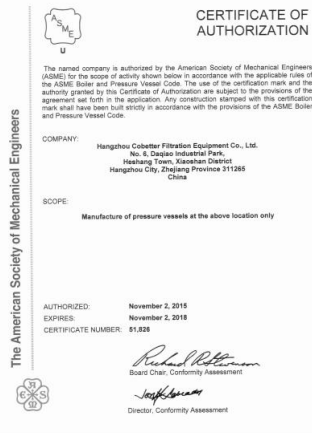 CERTIFICATE OF
AUTHORIZATION
ASME
U
The named company is authorized by the American Society of Mechanical Engineers
(ASME) for the scope of activity shown below in accordance with the applicable rules of
the ASME Boiler and Pressure Vessel Code. The use of the certification mark and the
authority granted by this Certificate of Authorization are subject to the provisions of the
agreement set forth in the application. Any construction stamped with this certification
mark shall have been built strictly in accordance with the provisions of the ASME Boiler
and Pressure Vessel Code.
COMPANY:
Hangzhou Cobetter Filtration Equipment Co., Ltd.
No. 6, Daqiao Industrial Park,
Heshang Town, Xiaoshan District
Hangzhou City, Zhejiang Province 311265
China
SCOPE:
Manufacture of pressure vessels at the above location only
AUTHORIZED: November 2, 2015
EXPIRES: November 2, 2018
CERTIFICATE NUMBER: 51,826
Board Chair, Conformity Assessment
Director, Conformity Assessment
The American Society of Mechanical Engineers